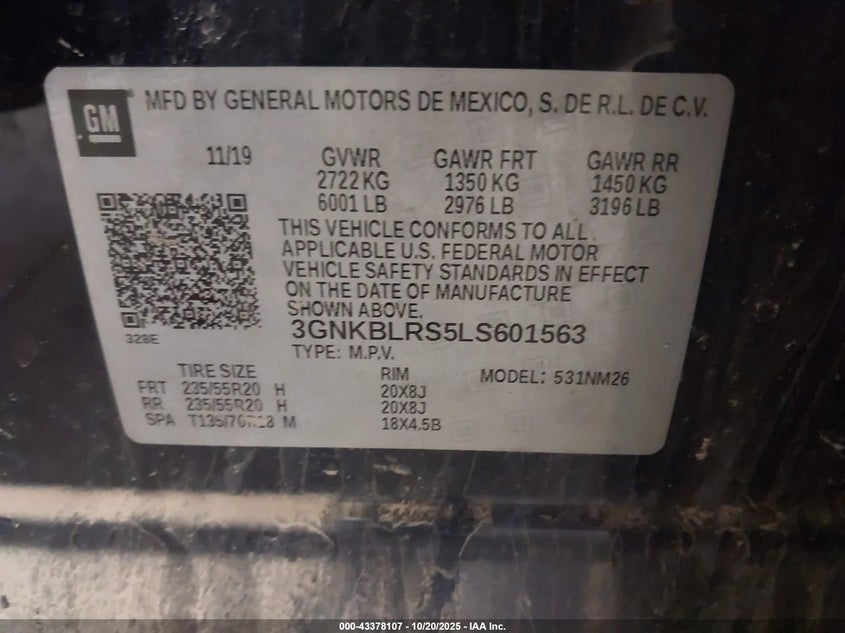 GM
MFD BY GENERAL MOTORS DE MEXICO, S. DE R.L. DE C.V.
11/19 GVWR GAWR FRT GAWR RR
2722 KG 1350 KG 1450 KG
6001 LB 2976 LB 3196 LB
THIS VEHICLE CONFORMS TO ALL
APPLICABLE U.S. FEDERAL MOTOR
VEHICLE SAFETY STANDARDS IN EFFECT
ON THE DATE OF MANUFACTURE
SHOWN ABOVE.
328E
3GNKBLRS5LS601563
TYPE: M.P.V.
TIRE SIZE RIM MODEL: 531NM26
FRT 235/55R20 H 20X8J
RR 235/55R20 H 20X8J
SPA T135/70R18 M 18X4.5B
000-43378107 - 10/20/2025 - IAA Inc.